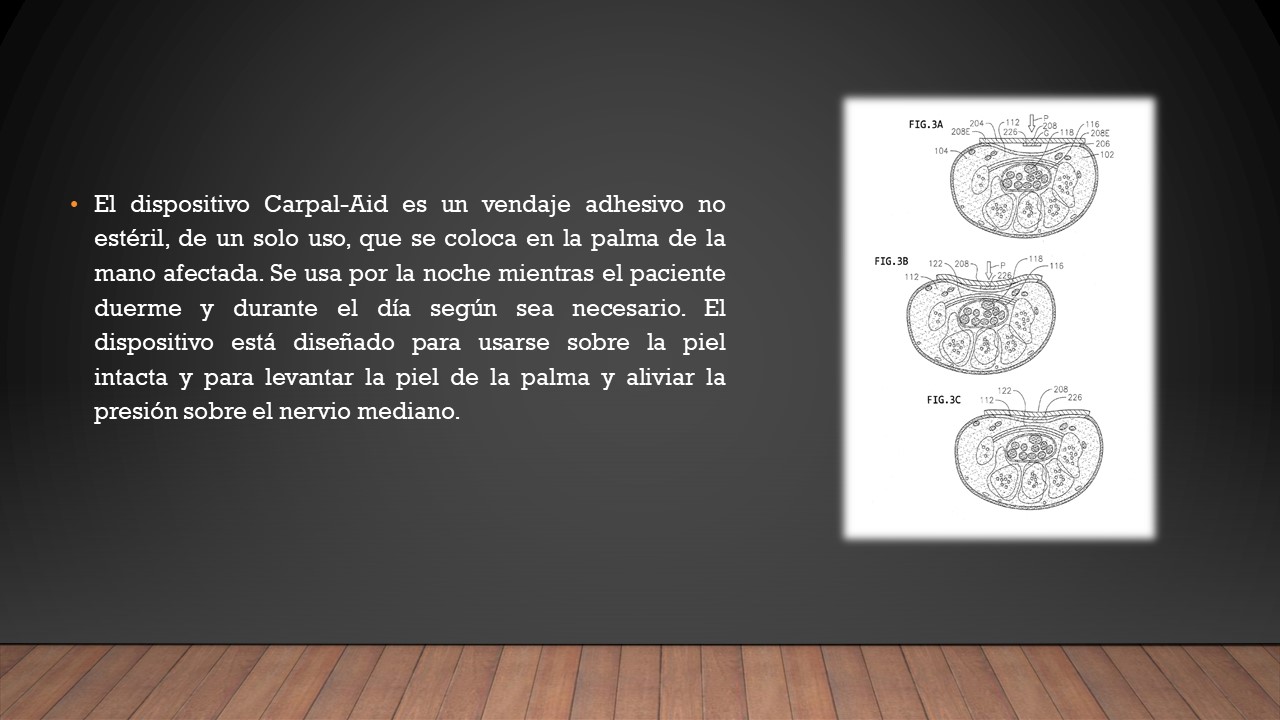 • El dispositivo Carpal-Aid es un vendaje adhesivo no
estéril, de un solo uso, que se coloca en la palma de la
mano afectada. Se usa por la noche mientras el paciente
duerme y durante el día según sea necesario. El
dispositivo está diseñado para usarse sobre la piel
intacta y para levantar la piel de la palma y aliviar la
presión sobre el nervio mediano.
FIG.3A
204 112 P 116
208E 226 208 G 118 208E
206
104 102
FIG.3B
122 208 P 118
112 226 116
FIG.3C
122 208
112 226